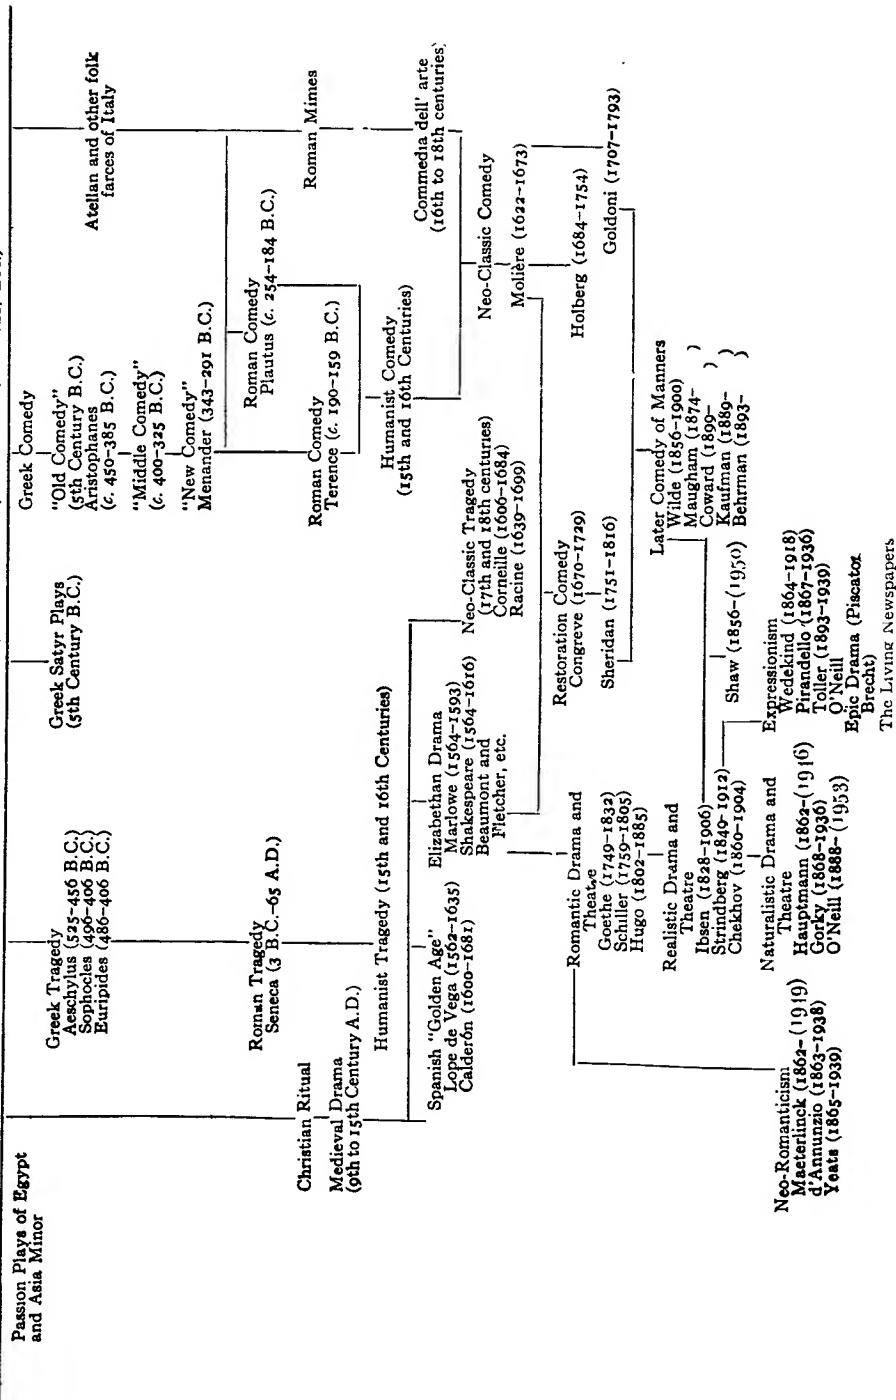 Passion Plays of Egypt
and Asia Minor
Greek Tragedy
Aeschylus (525-456 B.C.)
Sophocles (496-406 B.C.)
Euripides (486-406 B.C.)
Greek Satyr Plays
(5th Century B.C.)
Greek Comedy
"Old Comedy"
(5th Century B.C.)
Aristophanes
(c. 450-385 B.C.)
"Middle Comedy"
(c. 400-325 B.C.)
"New Comedy"
Menander (343-291 B.C.)
Atellan and other folk
farces of Italy
Roman Tragedy
Seneca (3 B.C.-65 A.D.)
Roman Comedy
Plautus (c. 254-184 B.C.)
Roman Comedy
Terence (c. 190-159 B.C.)
Roman Mimes
Christian Ritual
Medieval Drama
(9th to 15th Century A.D.)
Humanist Tragedy (15th and 16th Centuries)
Humanist Comedy
(15th and 16th Centuries)
Commedia dell' arte
(16th to 18th centuries)
Spanish "Golden Age"
Lope de Vega (1562-1635)
Calderón (1600-1681)
Elizabethan Drama
Marlowe (1564-1593)
Shakespeare (1564-1616)
Beaumont and
Fletcher, etc.
Neo-Classic Tragedy
(17th and 18th centuries)
Corneille (1606-1684)
Racine (1639-1699)
Neo-Classic Comedy
Molière (1622-1673)
Holberg (1684-1754)
Goldoni (1707-1793)
Restoration Comedy
Congreve (1670-1729)
Sheridan (1751-1816)
Romantic Drama and
Theatre
Goethe (1749-1832)
Schiller (1759-1805)
Hugo (1802-1885)
Realistic Drama and
Theatre
Ibsen (1828-1906)
Strindberg (1849-1912)
Chekhov (1860-1904)
Later Comedy of Manners
Wilde (1856-1900)
Maugham (1874- )
Coward (1899- )
Kaufman (1889- )
Behrman (1893- )
Shaw (1856-(1950)
Neo-Romanticism
Maeterlinck (1862-(1919)
d'Annunzio (1863-1938)
Yeats (1865-1939)
Naturalistic Drama and
Theatre
Hauptmann (1862-(1916)
Gorky (1868-1936)
O'Neill (1888-(1953)
Expressionism
Wedekind (1864-1918)
Pirandello (1867-1936)
Toller (1893-1939)
O'Neill
Epic Drama (Piscator
Brecht)
The Living Newspapers